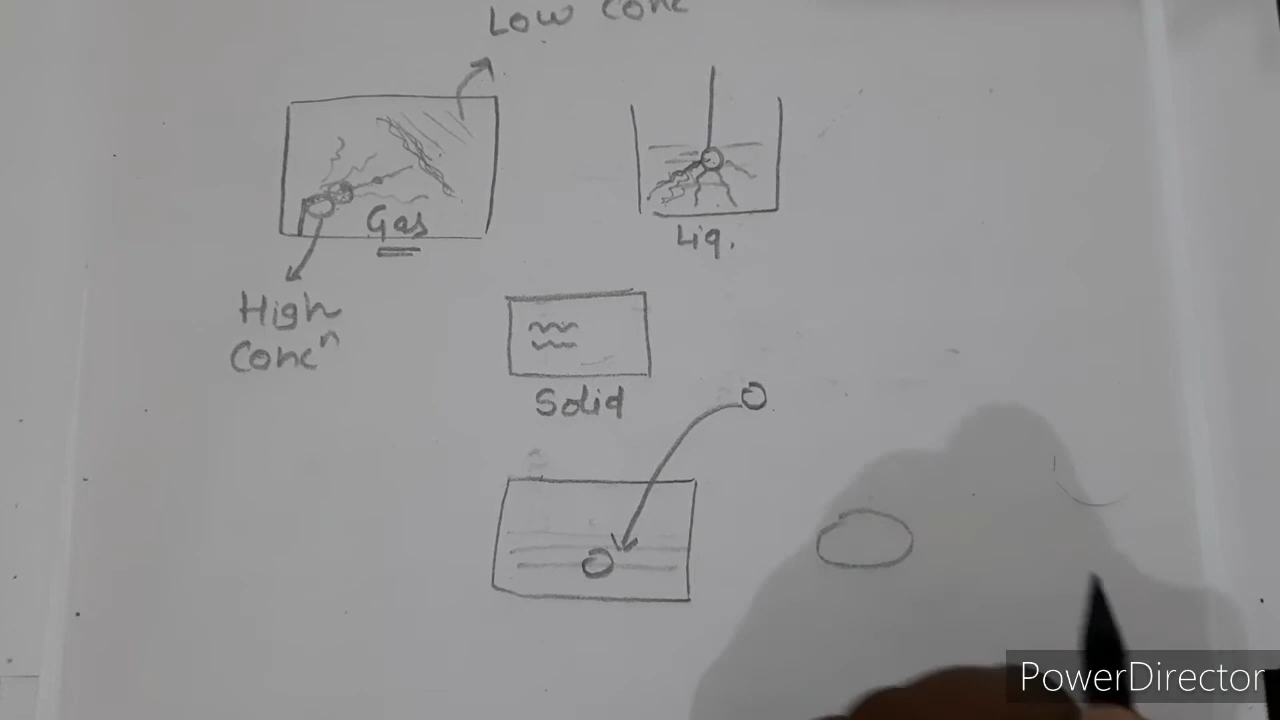 Low Conc
Gas
Liq.
High
Concⁿ
Solid
PowerDirector